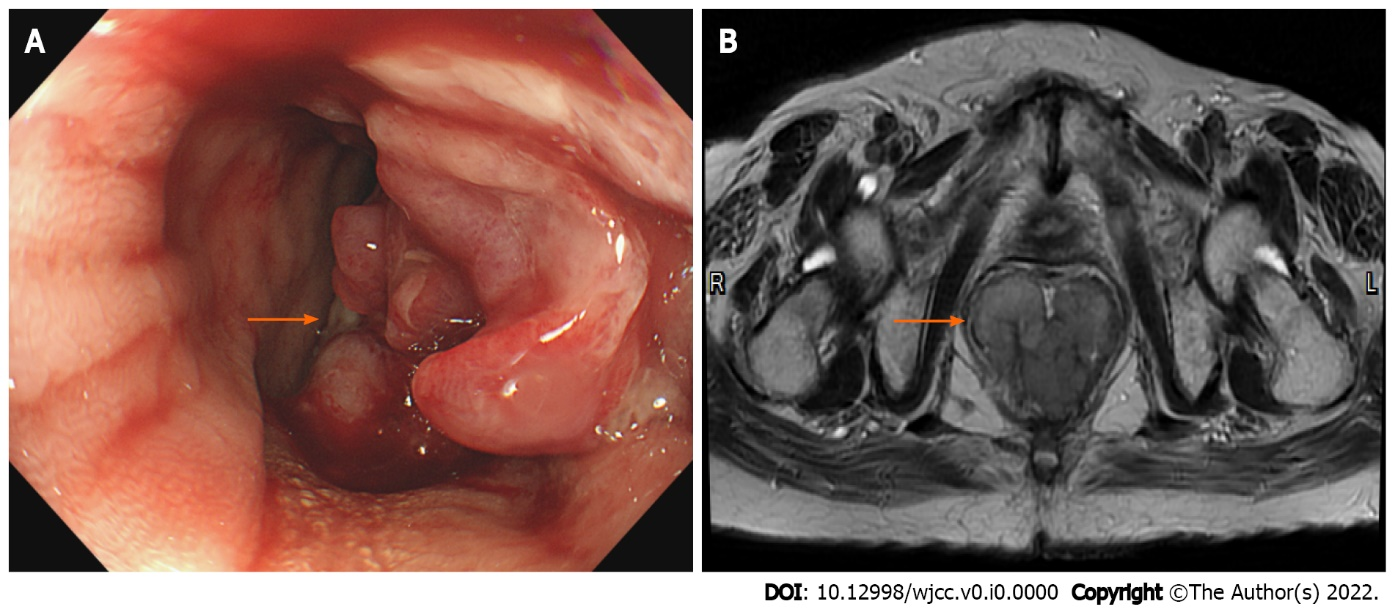 A
B
R
L
DOI: 10.12998/wjcc.v0.i0.0000 Copyright ©The Author(s) 2022.